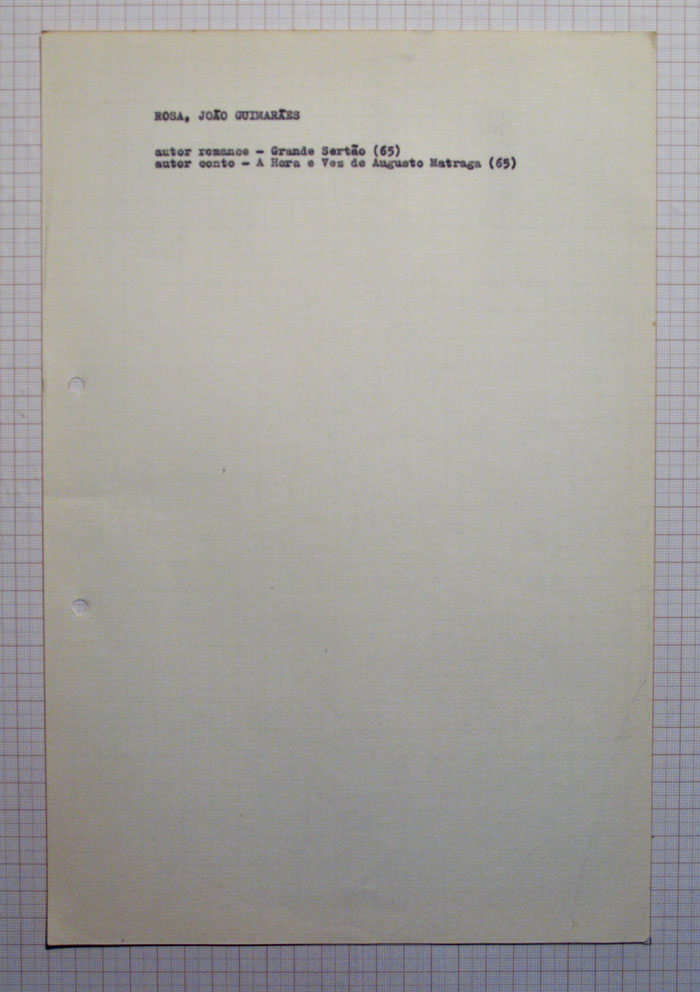 ROSA, JOÃO GUIMARÃES
autor romance - Grande Sertão (65)
autor conto - A Hora e Vez de Augusto Matraga (65)